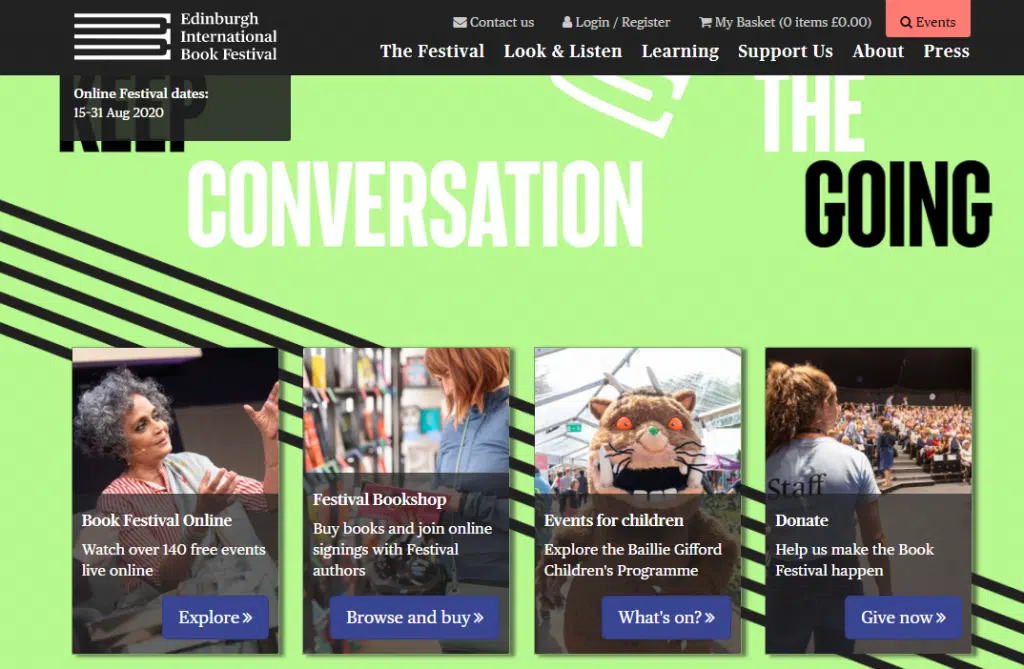 Edinburgh
International
Book Festival
Contact us
Login / Register
My Basket (0 items £0.00)
Events
The Festival
Look & Listen
Learning
Support Us
About
Press
Online Festival dates:
15-31 Aug 2020
KEEP THE
CONVERSATION GOING
Book Festival Online
Watch over 140 free events
live online
Explore »
Festival Bookshop
Buy books and join online
signings with Festival
authors
Browse and buy »
Events for children
Explore the Baillie Gifford
Children's Programme
What's on? »
Staff
Donate
Help us make the Book
Festival happen
Give now »